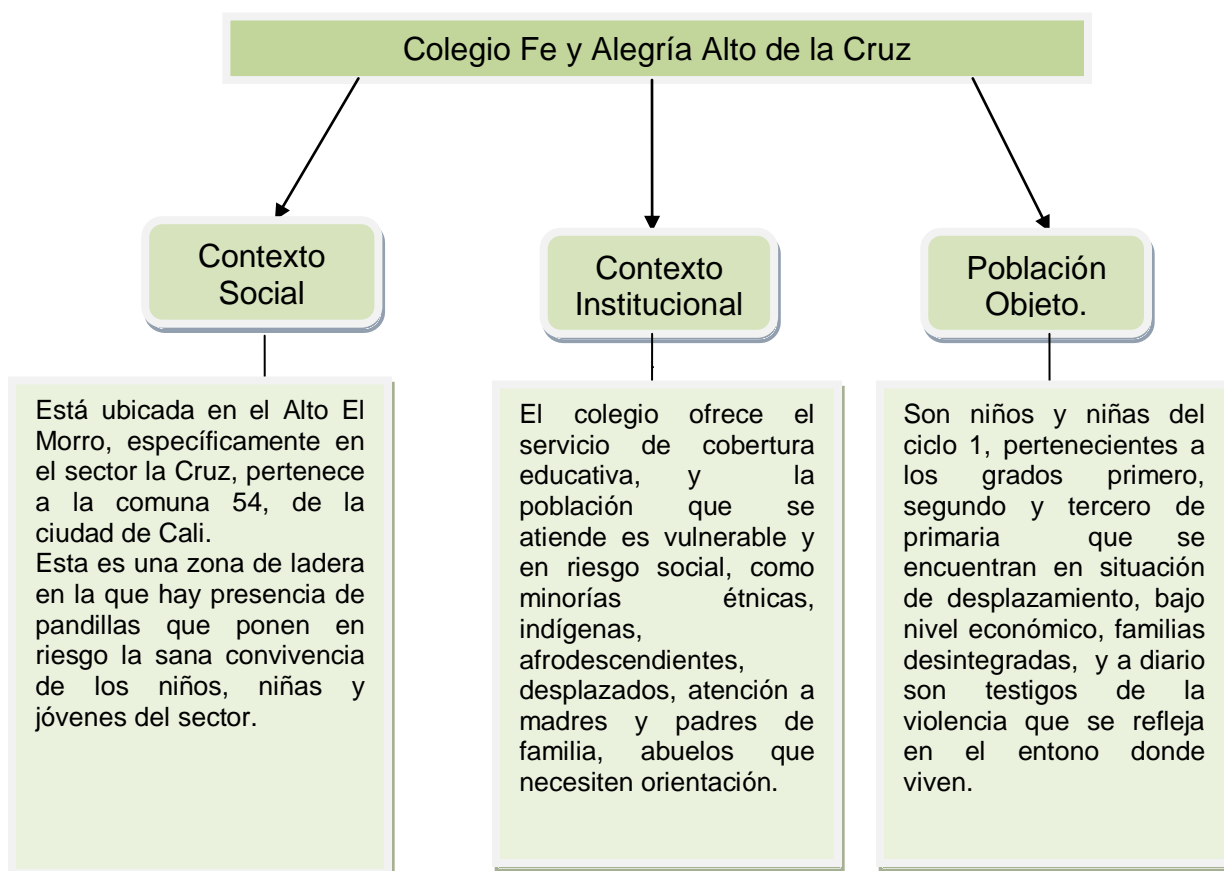 Colegio Fe y Alegría Alto de la Cruz
Contexto
Social
Está ubicada en el Alto El
Morro, específicamente en
el sector la Cruz, pertenece
a la comuna 54, de la
ciudad de Cali.
Esta es una zona de ladera
en la que hay presencia de
pandillas que ponen en
riesgo la sana convivencia
de los niños, niñas y
jóvenes del sector.
Contexto
Institucional
El colegio ofrece el
servicio de cobertura
educativa, y la
población que se
atiende es vulnerable y
en riesgo social, como
minorías étnicas,
indígenas,
afrodescendientes,
desplazados, atención a
madres y padres de
familia, abuelos que
necesiten orientación.
Población
Objeto.
Son niños y niñas del
ciclo 1, pertenecientes a
los grados primero,
segundo y tercero de
primaria que se
encuentran en situación
de desplazamiento, bajo
nivel económico, familias
desintegradas, y a diario
son testigos de la
violencia que se refleja
en el entono donde
viven.